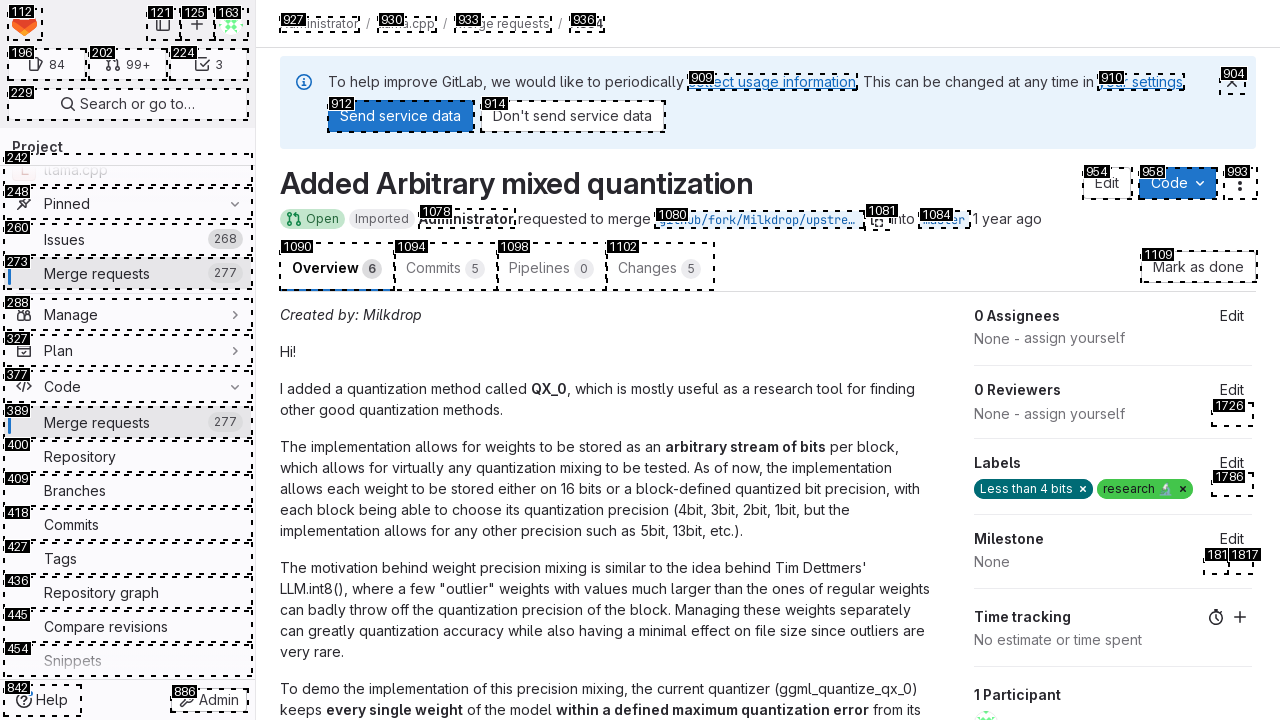 112
121
125
163
196
84
202
99+
224
3
229
Search or go to…
Project
242
llama.cpp
248
Pinned
260
Issues
268
273
Merge requests
277
288
Manage
327
Plan
377
Code
389
Merge requests
277
400
Repository
409
Branches
418
Commits
427
Tags
436
Repository graph
445
Compare revisions
454
Snippets
842
Help
886
Admin
927
/
930
/
933
Merge requests
/
936
To help improve GitLab, we would like to periodically collect usage information. This can be changed at any time in your settings.
909
910
904
912
Send service data
914
Don't send service data
Added Arbitrary mixed quantization
954
Edit
958
Code
993
Open
Imported
1078
Administrator requested to merge
1080
github/fork/Milkdrop/upstre…
1081
into
1084
master
1 year ago
1090
Overview 6
1094
Commits 5
1098
Pipelines 0
1102
Changes 5
1109
Mark as done
Created by: Milkdrop
Hi!
I added a quantization method called QX_0, which is mostly useful as a research tool for finding
other good quantization methods.
The implementation allows for weights to be stored as an arbitrary stream of bits per block,
which allows for virtually any quantization mixing to be tested. As of now, the implementation
allows each weight to be stored either on 16 bits or a block-defined quantized bit precision, with
each block being able to choose its quantization precision (4bit, 3bit, 2bit, 1bit, but the
implementation allows for any other precision such as 5bit, 13bit, etc.).
The motivation behind weight precision mixing is similar to the idea behind Tim Dettmers'
LLM.int8(), where a few "outlier" weights with values much larger than the ones of regular weights
can badly throw off the quantization precision of the block. Managing these weights separately
can greatly quantization accuracy while also having a minimal effect on file size since outliers are
very rare.
To demo the implementation of this precision mixing, the current quantizer (ggml_quantize_qx_0)
keeps every single weight of the model within a defined maximum quantization error from its
0 Assignees
Edit
None - assign yourself
0 Reviewers
Edit
None - assign yourself
1726
Labels
Edit
Less than 4 bits ×
research 🔬 ×
1786
Milestone
Edit
None
181
1817
Time tracking
No estimate or time spent
1 Participant